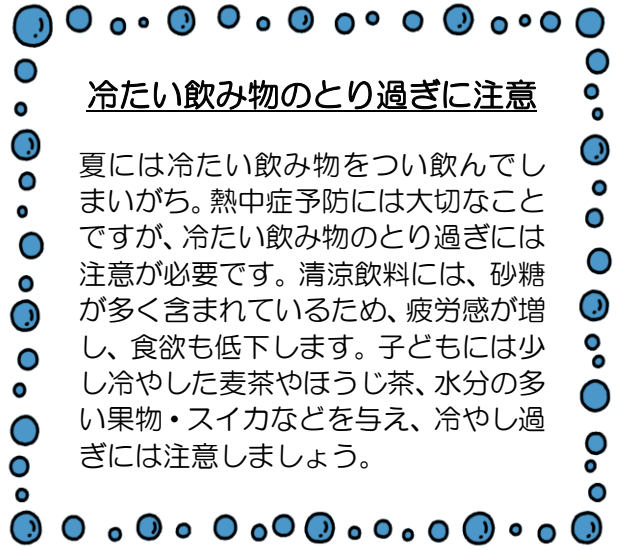 冷たい飲み物のとり過ぎに注意
夏には冷たい飲み物をつい飲んでし
まいがち。熱中症予防には大切なこと
ですが、冷たい飲み物のとり過ぎには
注意が必要です。清涼飲料には、砂糖
が多く含まれているため、疲労感が増
し、食欲も低下します。子どもには少
し冷やした麦茶やほうじ茶、水分の多
い果物・スイカなどを与え、冷やし過
ぎには注意しましょう。